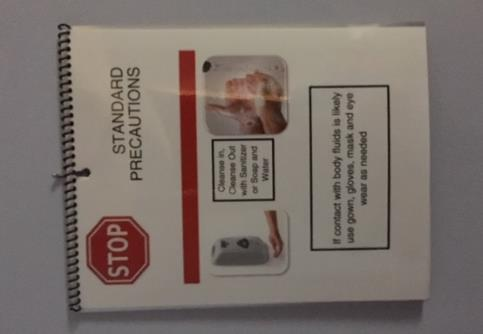 STOP
STANDARD
PRECAUTIONS
Cleanse in,
Cleanse Out
with Sanitizer
or Soap and
Water
If contact with body fluids is likely
use gown, gloves, mask and eye
wear as needed